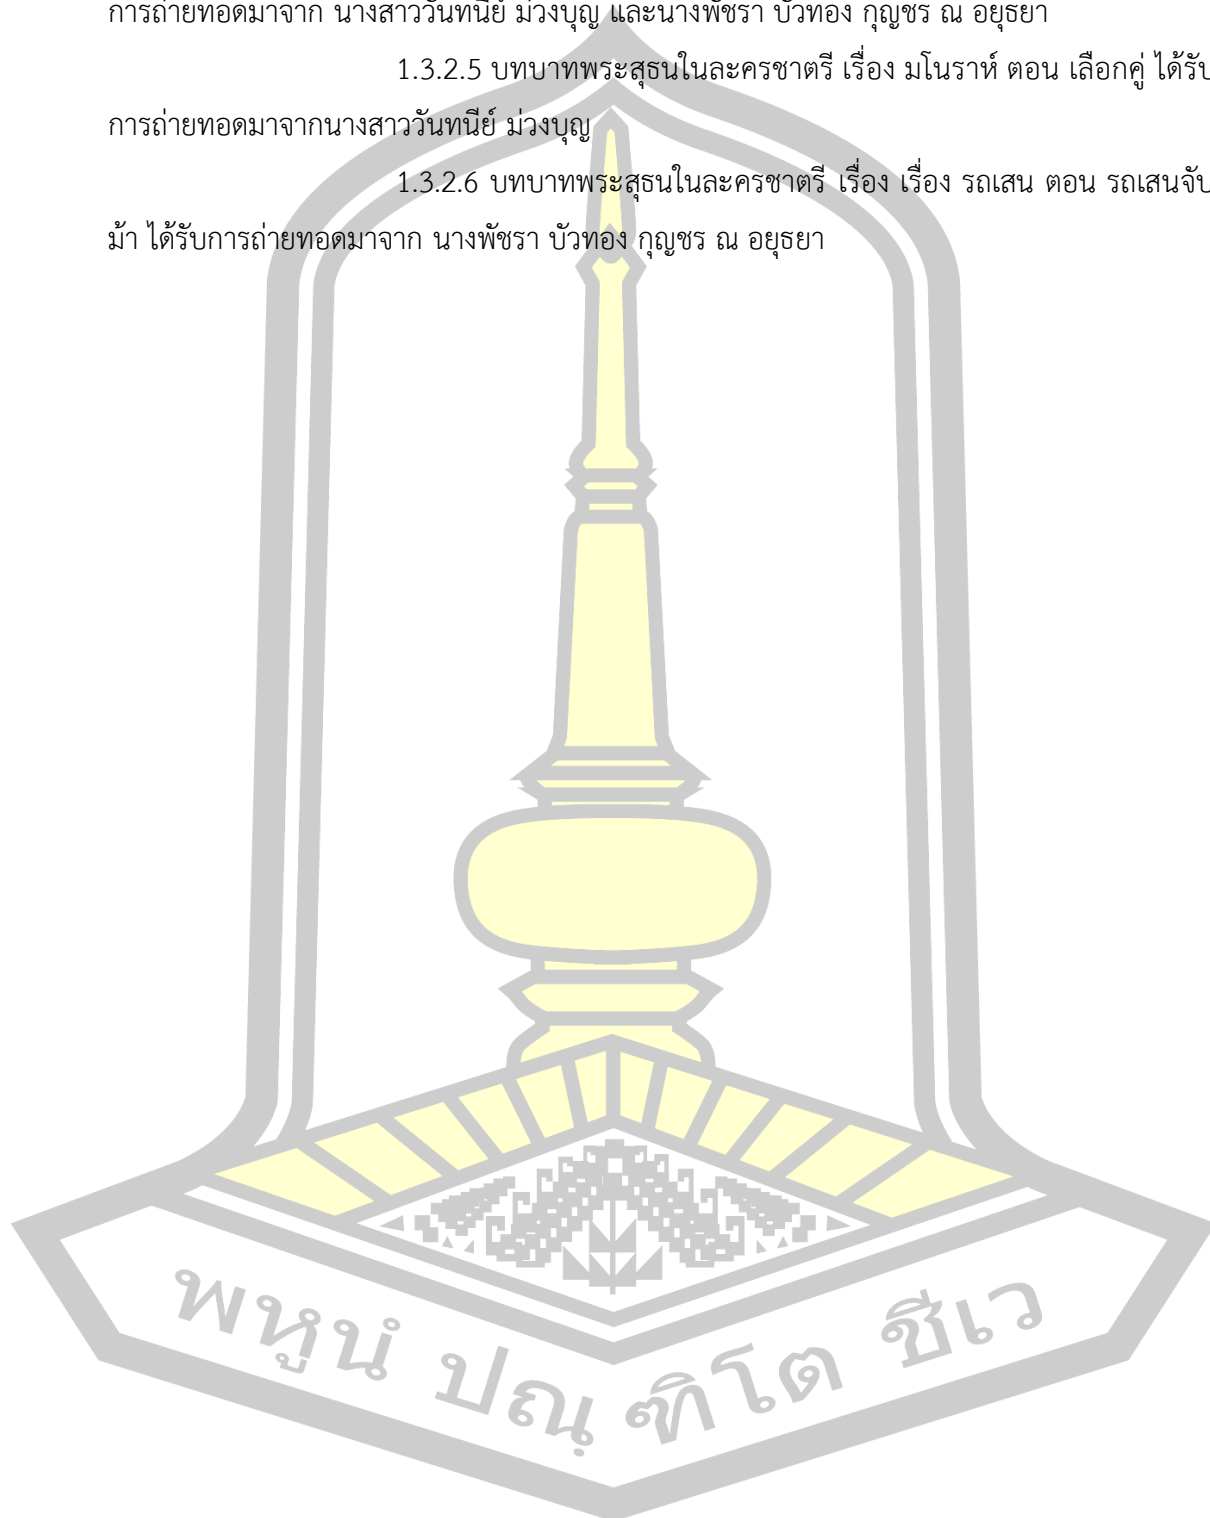 การถ่ายทอดมาจาก นางสาววันทนีย์ ม่วงบุญ และนางพัชรา บัวทอง กุญชร ณ อยุธยา
1.3.2.5 บทบาทพระสุธนในละครชาตรี เรื่อง มโนราห์ ตอน เลือกคู่ ได้รับ
การถ่ายทอดมาจากนางสาววันทนีย์ ม่วงบุญ
1.3.2.6 บทบาทพระสุธนในละครชาตรี เรื่อง เรื่อง รถเสน ตอน รถเสนจับ
ม้า ได้รับการถ่ายทอดมาจาก นางพัชรา บัวทอง กุญชร ณ อยุธยา
พหูนํ ปณฺฑิโต ชีเว